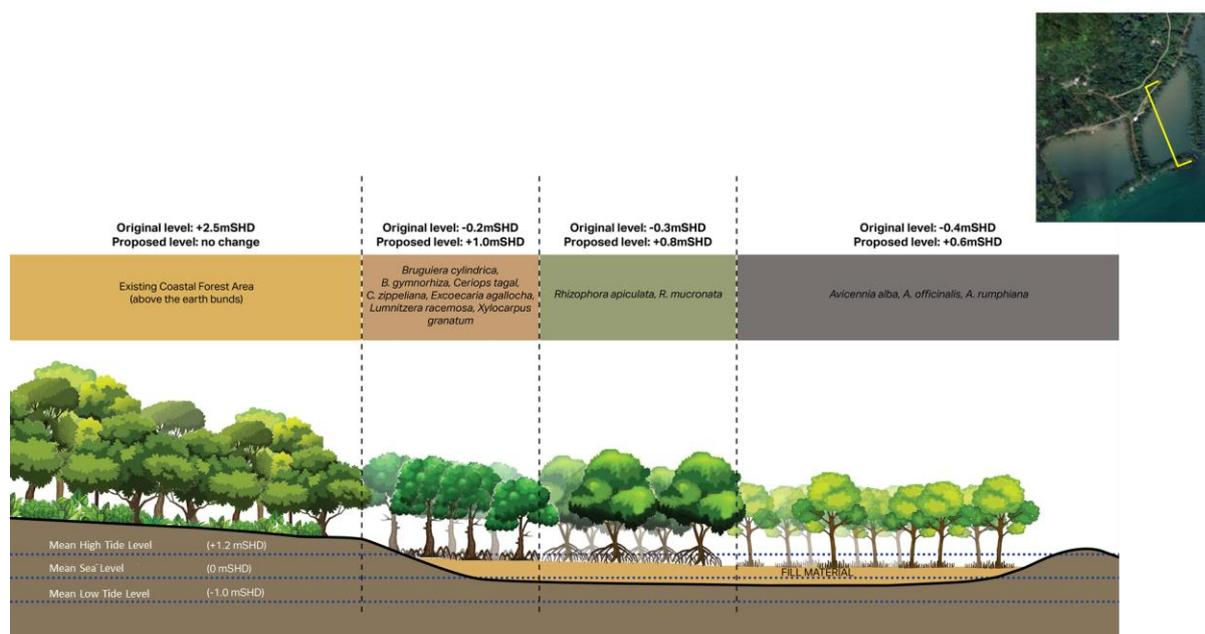 Original level: +2.5mSHD
Proposed level: no change
Original level: -0.2mSHD
Proposed level: +1.0mSHD
Original level: -0.3mSHD
Proposed level: +0.8mSHD
Original level: -0.4mSHD
Proposed level: +0.6mSHD
Existing Coastal Forest Area
(above the earth bunds)
Bruguiera cylindrica,
B. gymnorhiza, Ceriops tagal,
C. zippeliana, Excoecaria agallocha,
Lumnitzera racemosa, Xylocarpus
granatum
Rhizophora apiculata, R. mucronata
Avicennia alba, A. officinalis, A. rumphiana
Mean High Tide Level (+1.2 mSHD)
Mean Sea Level (0 mSHD)
Mean Low Tide Level (-1.0 mSHD)
FILL MATERIAL